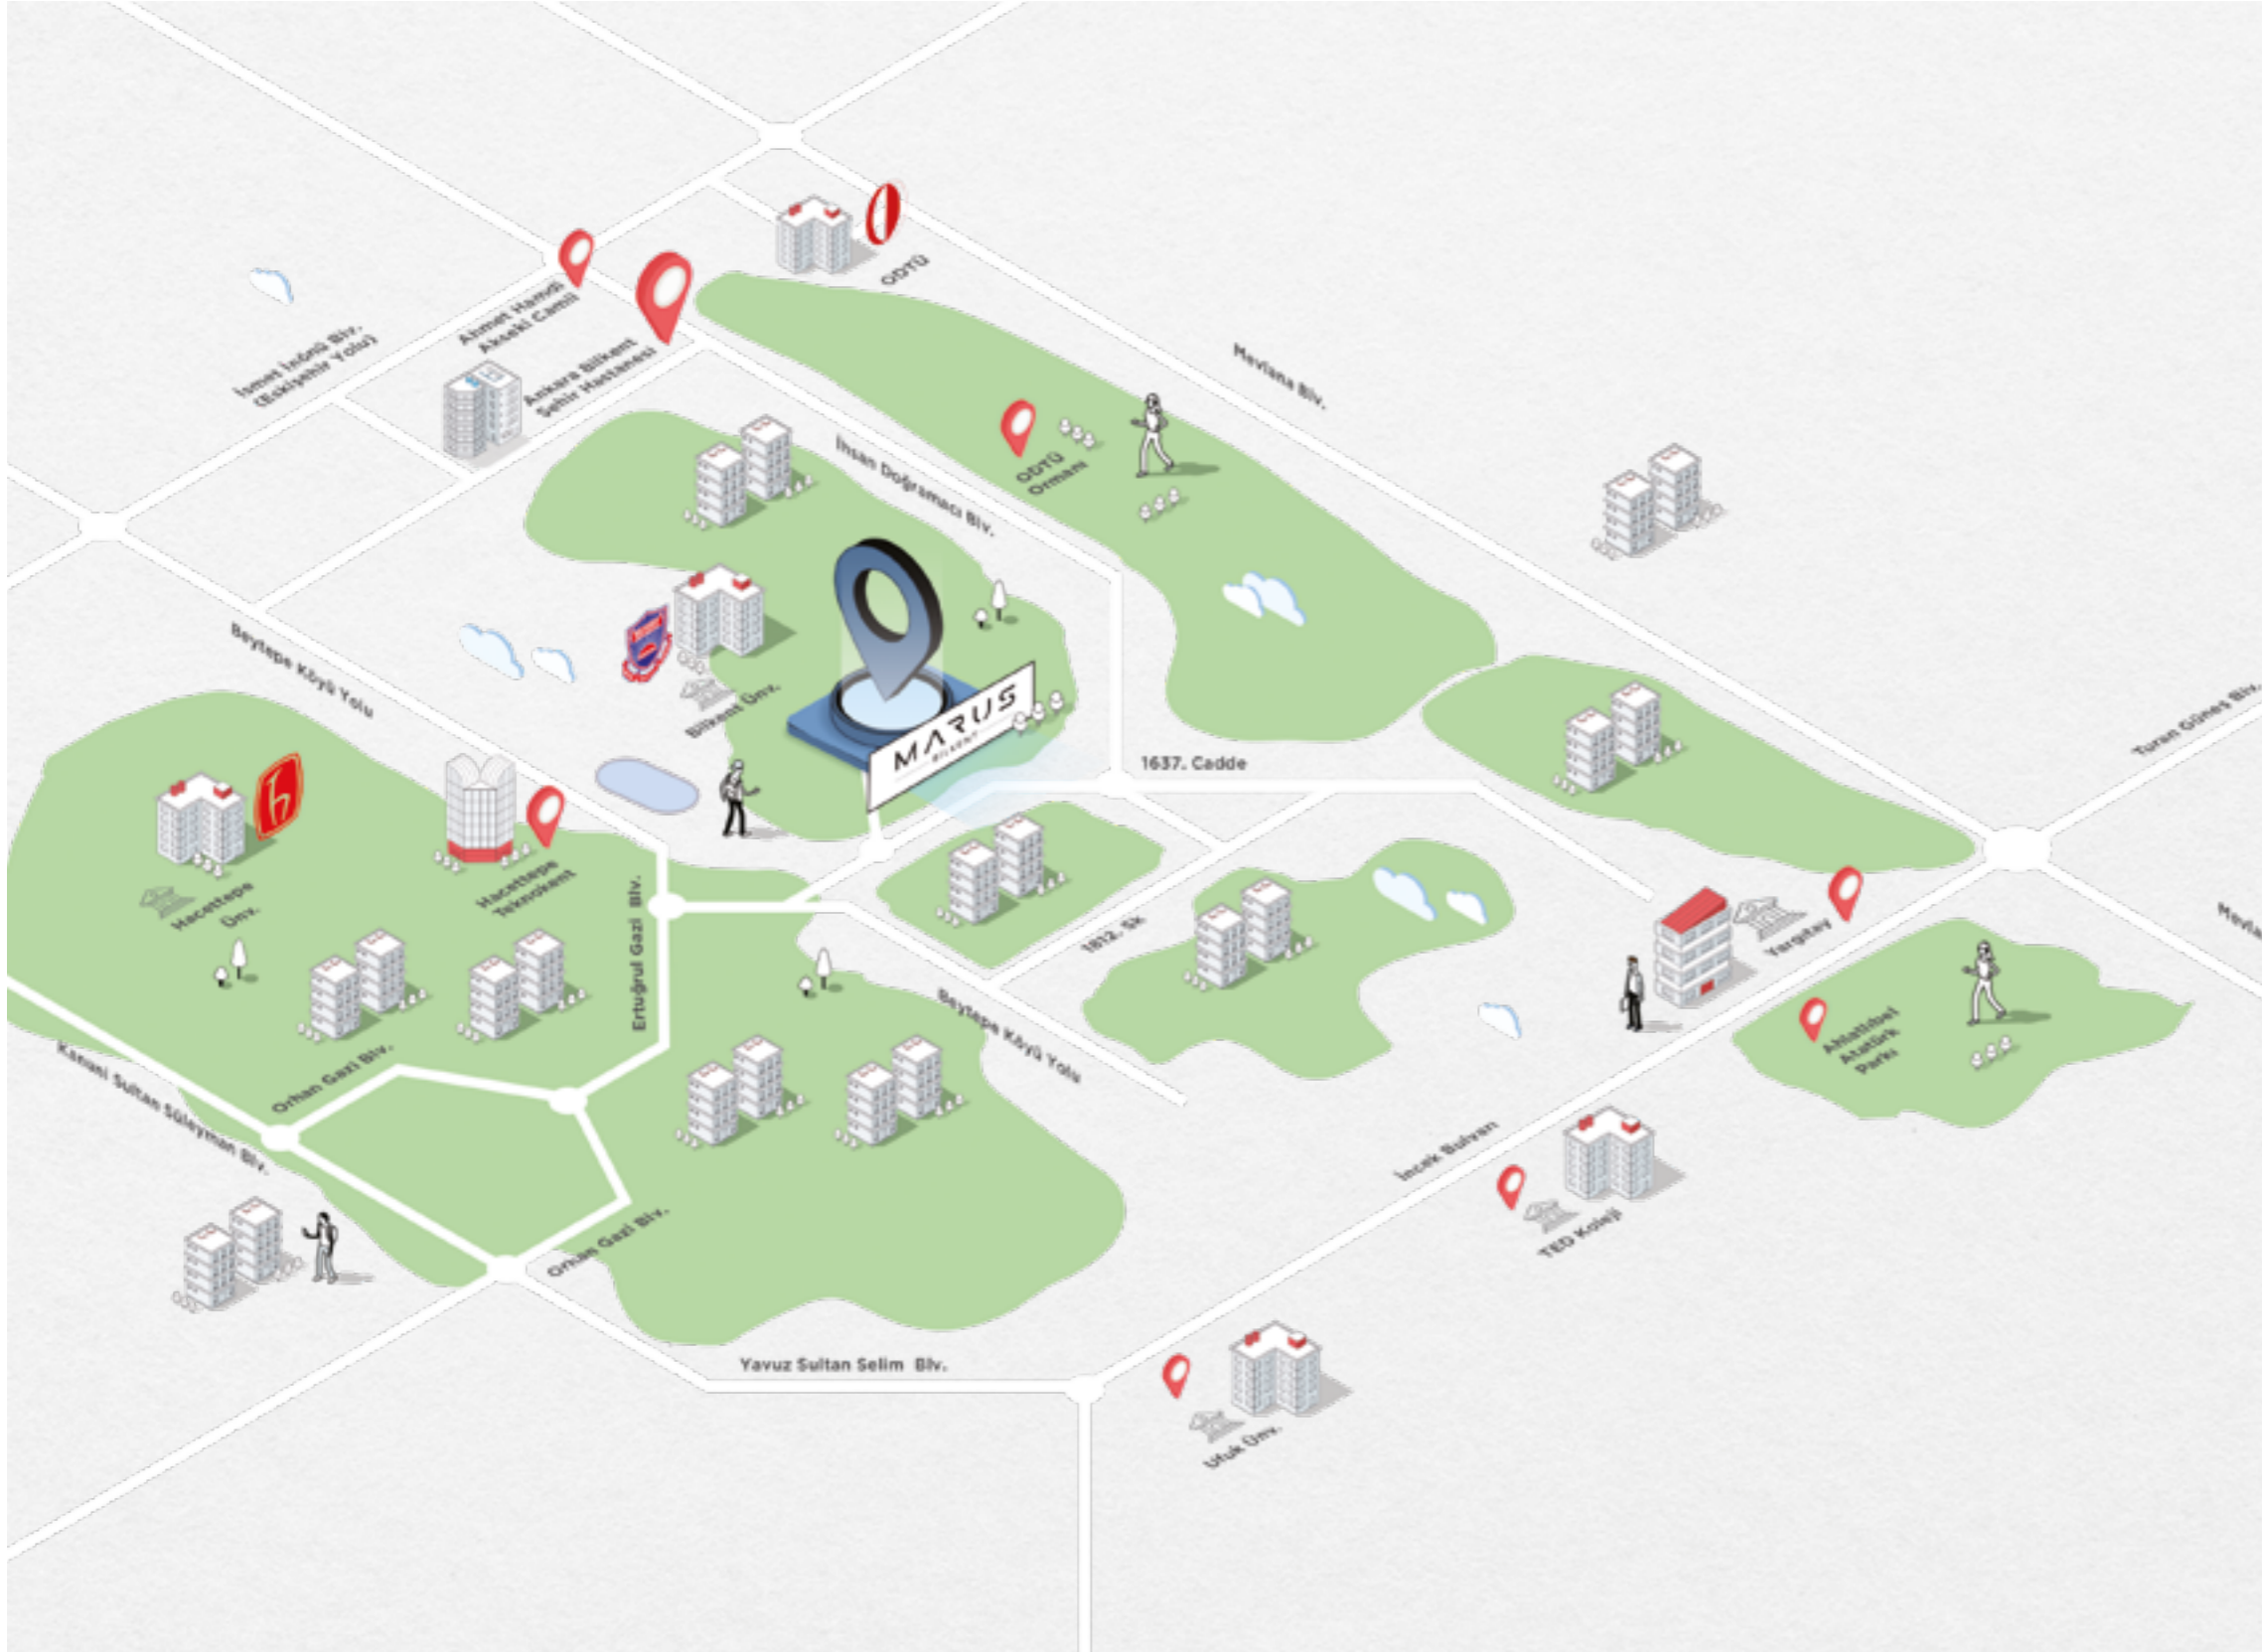 ODTÜ
Ahmet Hamdi
Akseki Camii
İsmet İnönü Blv.
(Eskişehir Yolu)
Ankara Bilkent
Şehir Hastanesi
Mevlana Blv.
İhsan Doğramacı Blv.
ODTÜ
Ormanı
Beytepe Köyü Yolu
Bilkent Ünv.
MARUS
BILKENT
Turan Güneş Blv.
1637. Cadde
Hacettepe
Ünv.
Hacettepe
Teknokent
Ertuğrul Gazi Blv.
1812. Sk
Yargıtay
Mevla
Beytepe Köyü Yolu
Ahlatlıbel
Atatürk
Parkı
Kanuni Sultan Süleyman Blv.
Orhan Gazi Blv.
İncek Bulvarı
TED Koleji
Orhan Gazi Blv.
Yavuz Sultan Selim Blv.
Ufuk Ünv.